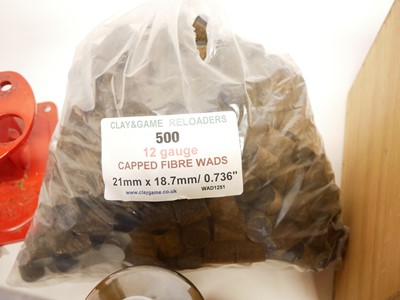 CLAY&GAME RELOADERS
500
12 gauge
CAPPED FIBRE WADS
21mm x 18.7mm/ 0.736"
www.claygame.co.uk WAD1251